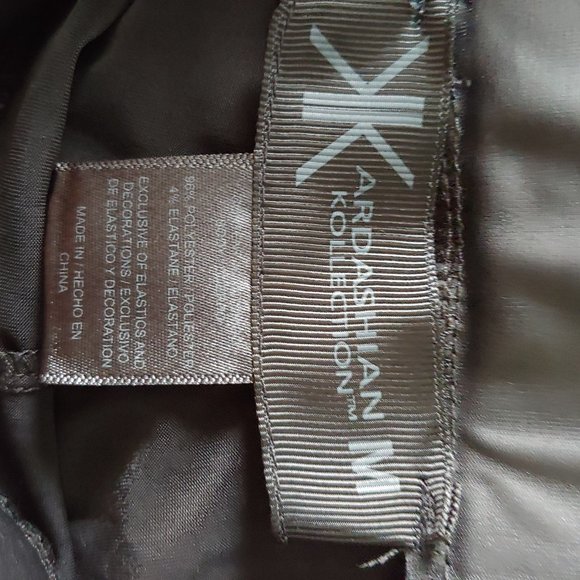 KARDASHIAN M
KOLLECTION™
96% POLYESTER / POLIESTER
4% ELASTANE / ELASTANO
EXCLUSIVE OF ELASTICS AND
DECORATIONS / EXCLUSIVO
DE ELASTICO Y DECORATION
MADE IN / HECHO EN
CHINA